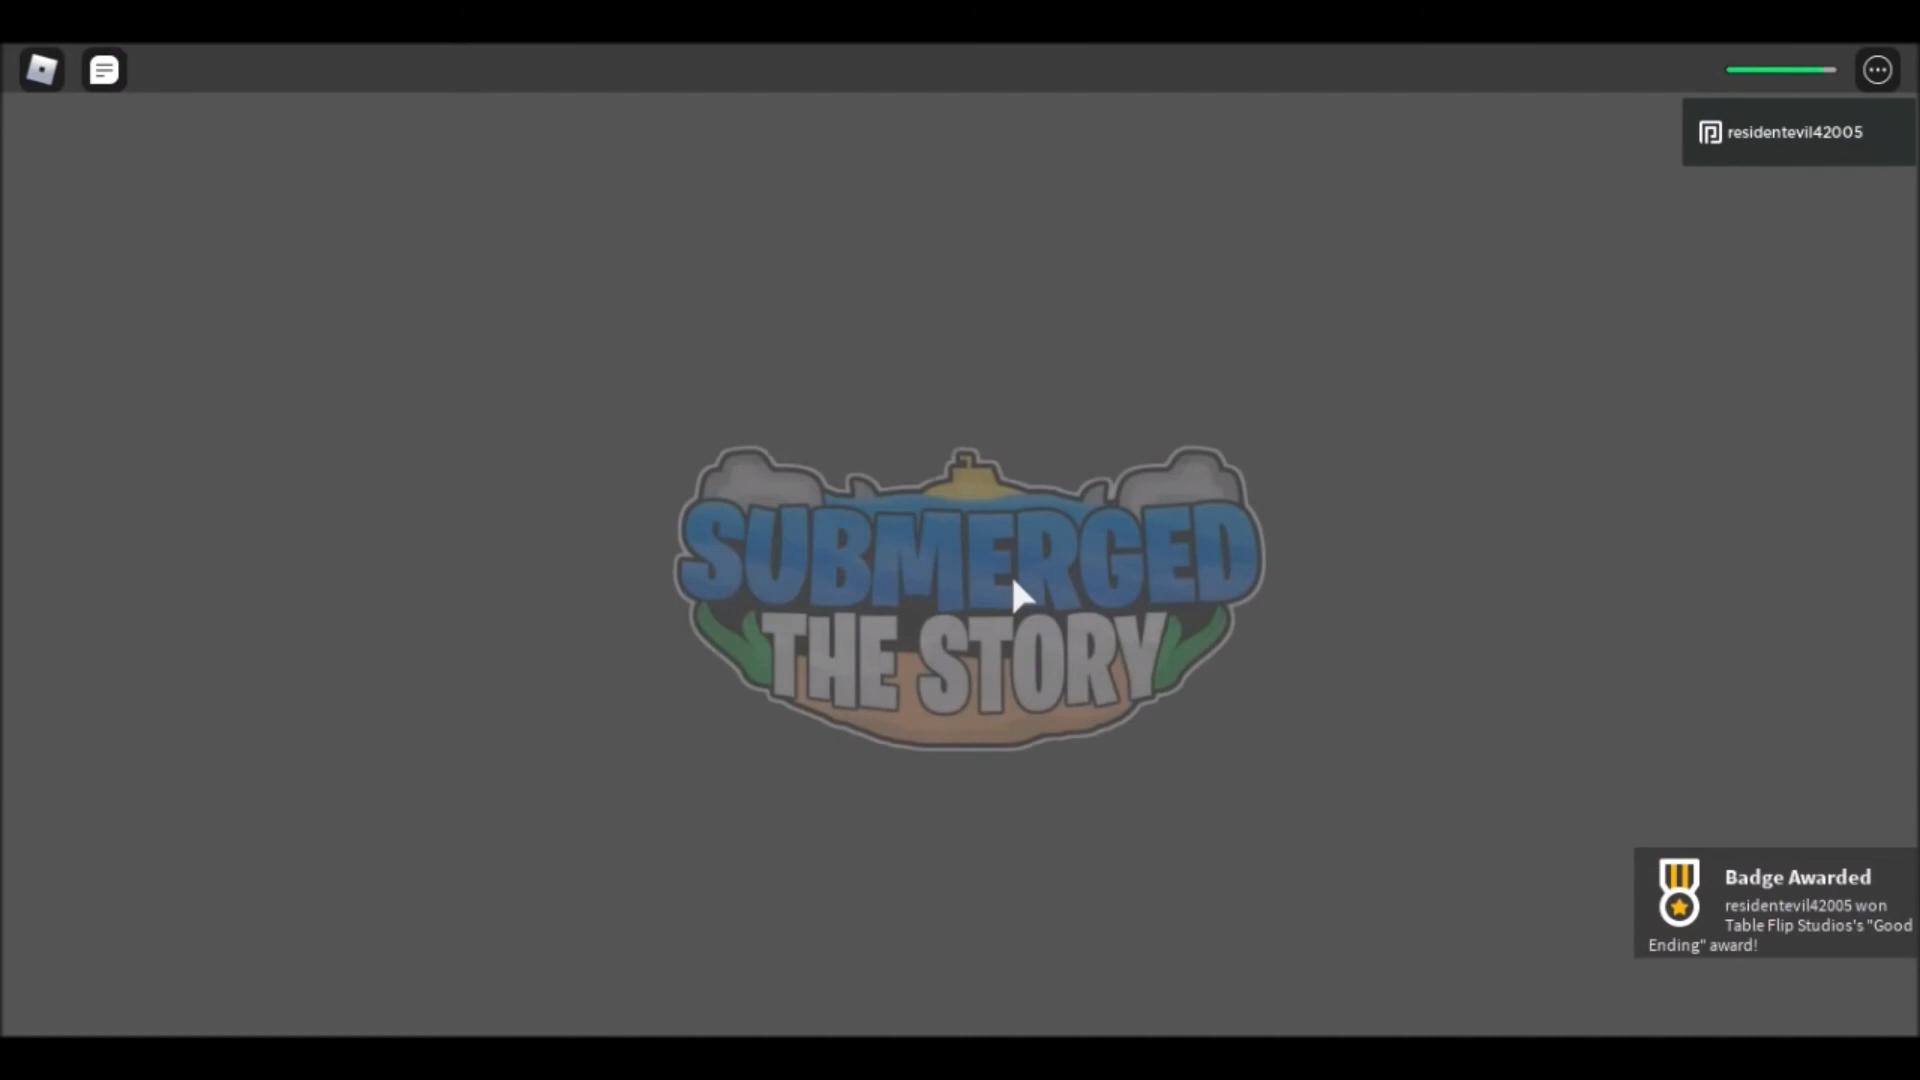 residentevil42005
SUBMERGED
THE STORY
Badge Awarded
residentevil42005 won
Table Flip Studios's "Good
Ending" award!